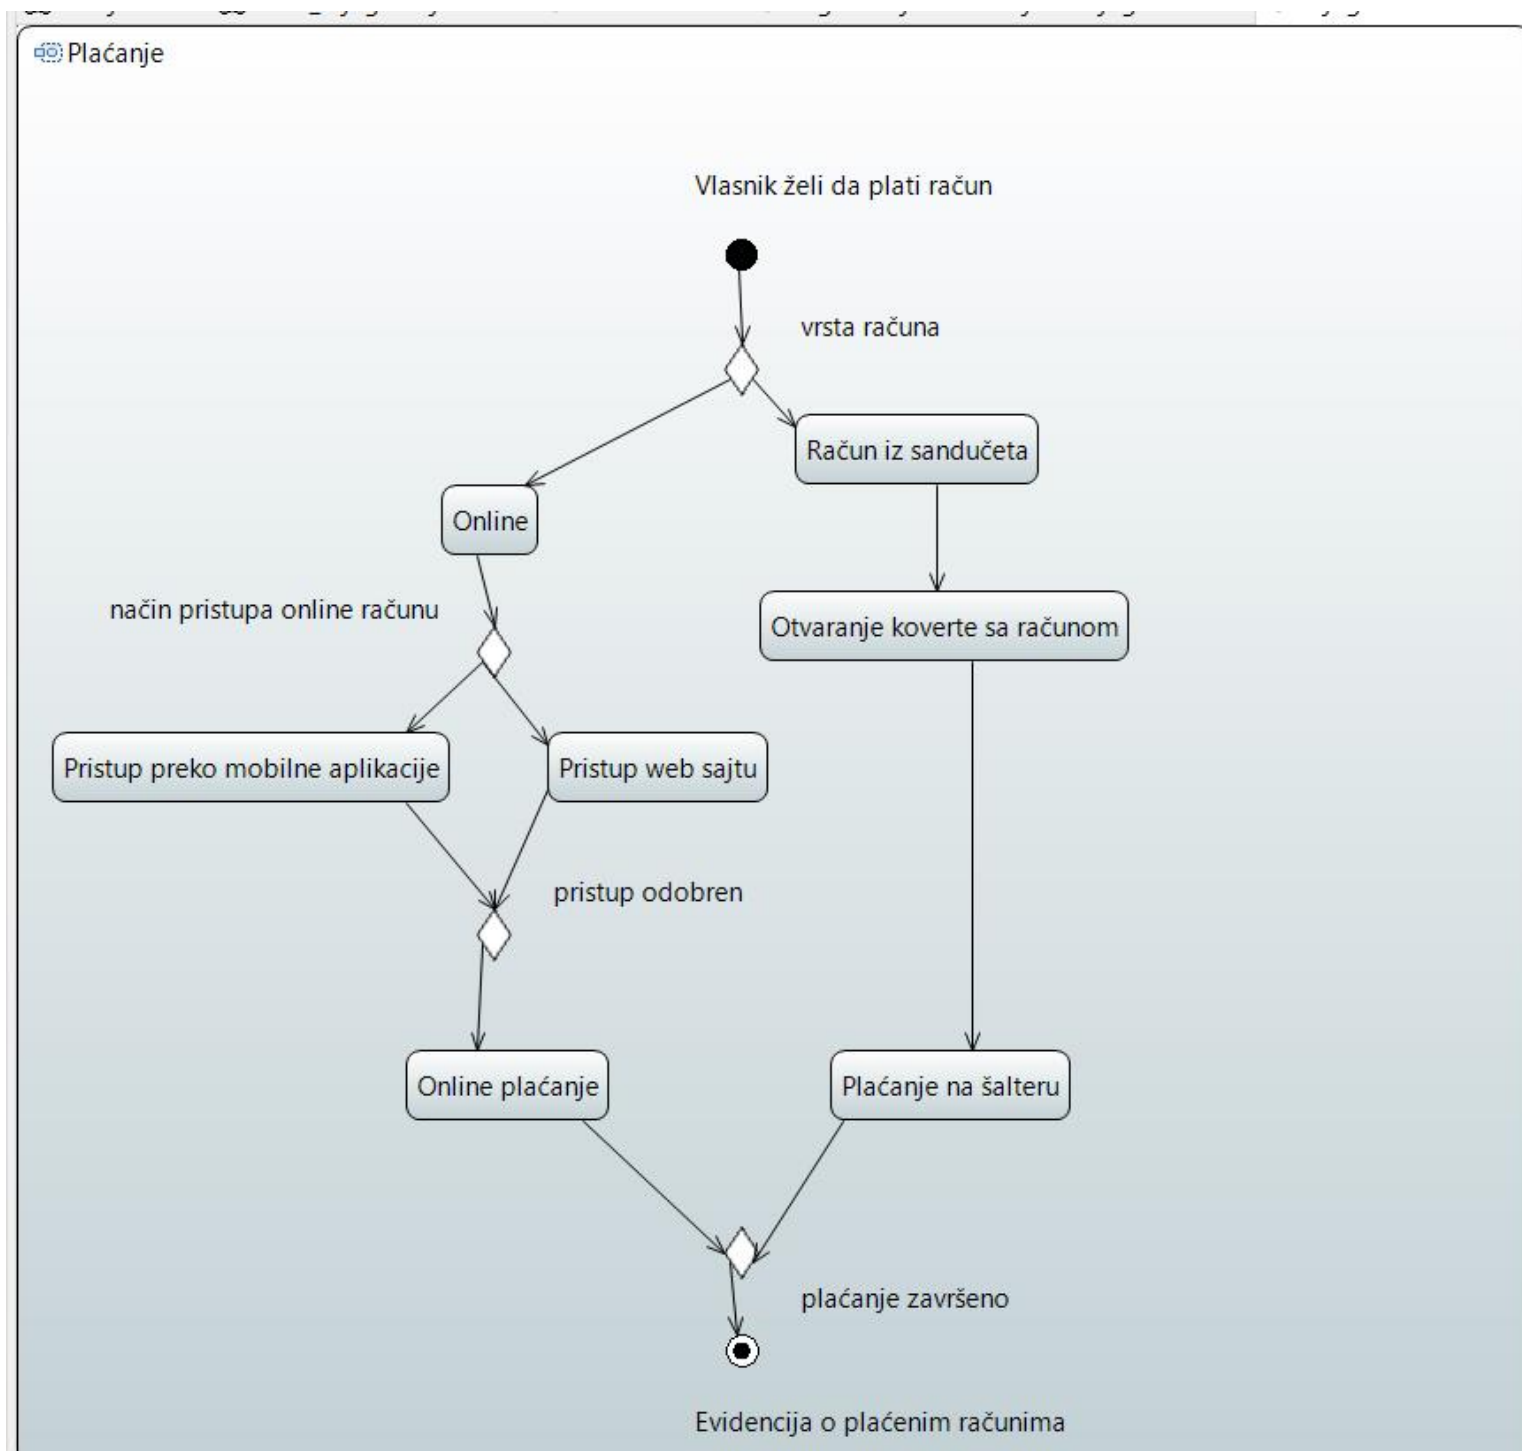 Plaćanje
Vlasnik želi da plati račun
vrsta računa
Račun iz sandučeta
Online
način pristupa online računu
Otvaranje koverte sa računom
Pristup preko mobilne aplikacije
Pristup web sajtu
pristup odobren
Online plaćanje
Plaćanje na šalteru
plaćanje završeno
Evidencija o plaćenim računima